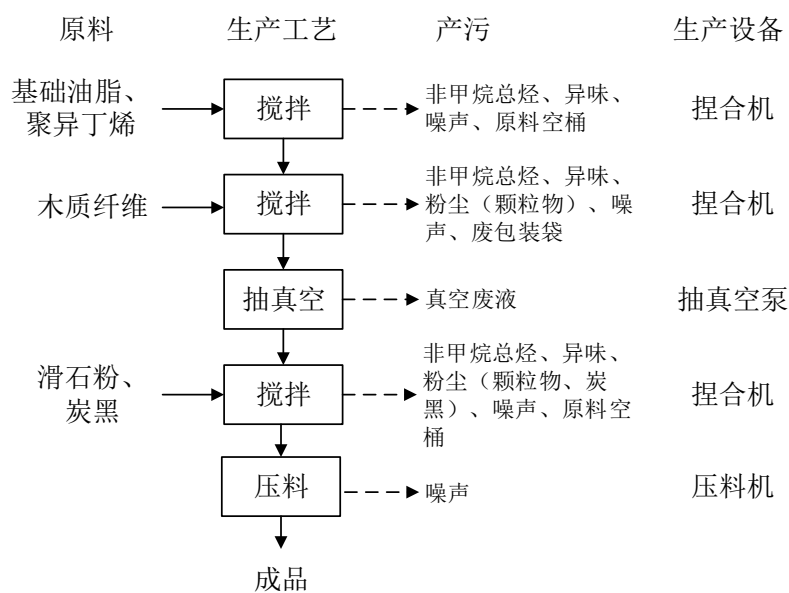 原料 生产工艺 产污 生产设备
基础油脂、
聚异丁烯
搅拌
非甲烷总烃、异味、
噪声、原料空桶
捏合机
木质纤维
搅拌
非甲烷总烃、异味、
粉尘（颗粒物）、噪
声、废包装袋
捏合机
抽真空
真空废液
抽真空泵
滑石粉、
炭黑
搅拌
非甲烷总烃、异味、
粉尘（颗粒物、炭
黑）、噪声、原料空
桶
捏合机
压料
噪声
压料机
成品